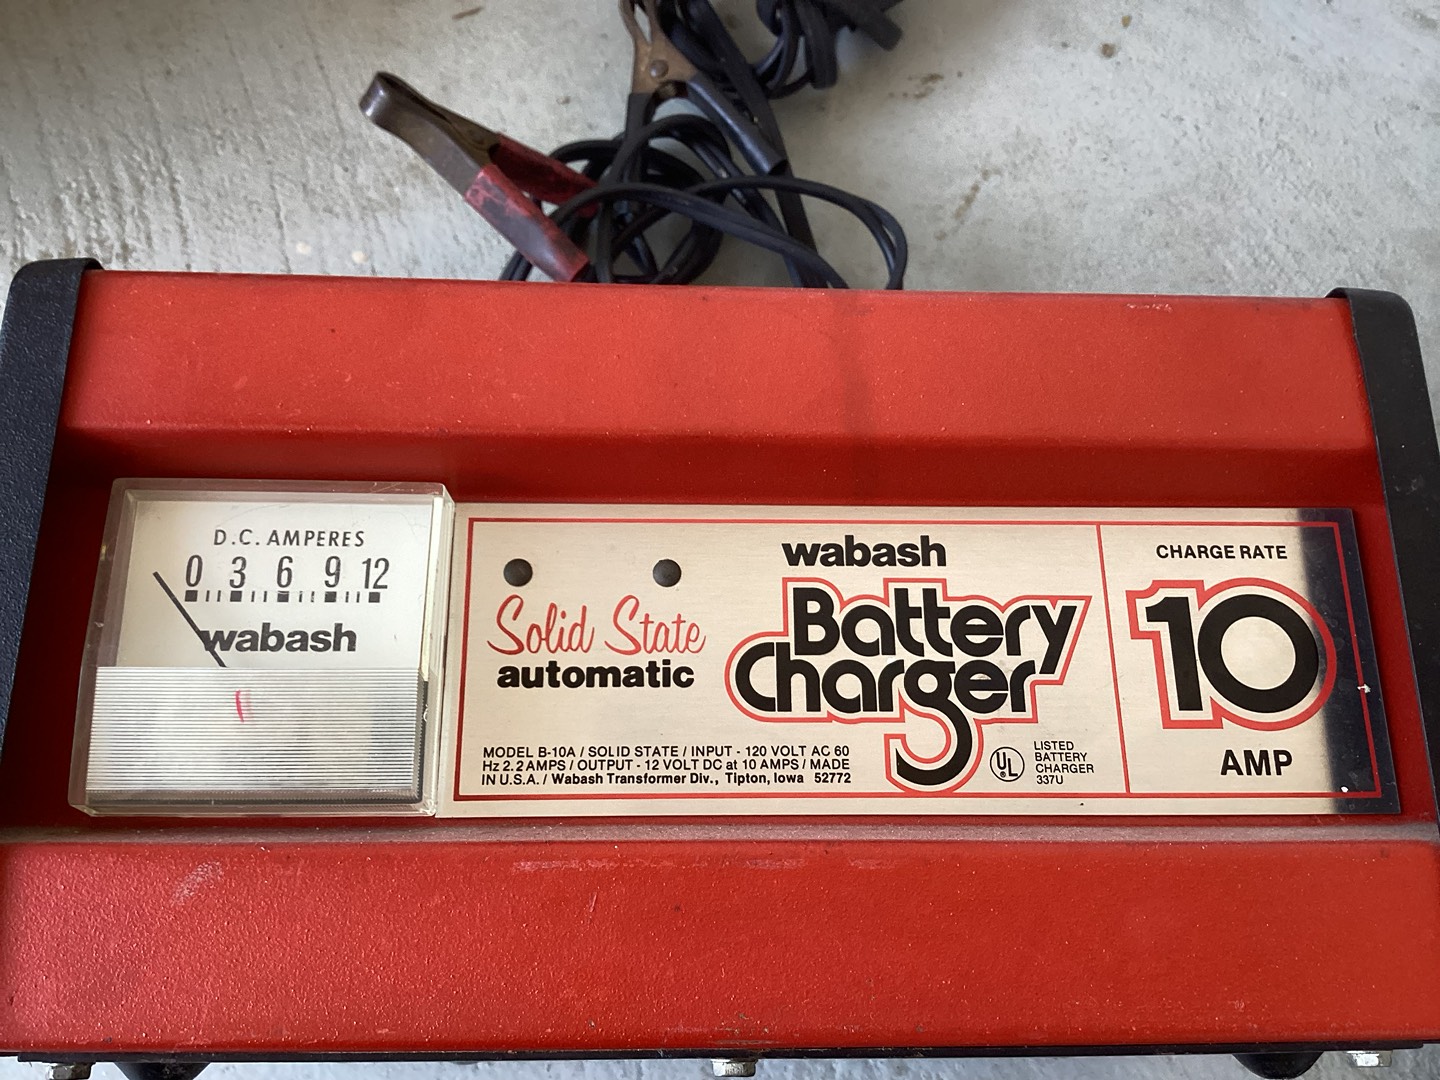 D.C. AMPERES
0 3 6 9 12
wabash
Solid State
automatic
MODEL B-10A / SOLID STATE / INPUT - 120 VOLT AC 60
Hz 2.2 AMPS / OUTPUT - 12 VOLT DC at 10 AMPS / MADE
IN U.S.A. / Wabash Transformer Div., Tipton, Iowa 52772
wabash
Battery
Charger
UL
LISTED
BATTERY
CHARGER
337U
CHARGE RATE
10
AMP